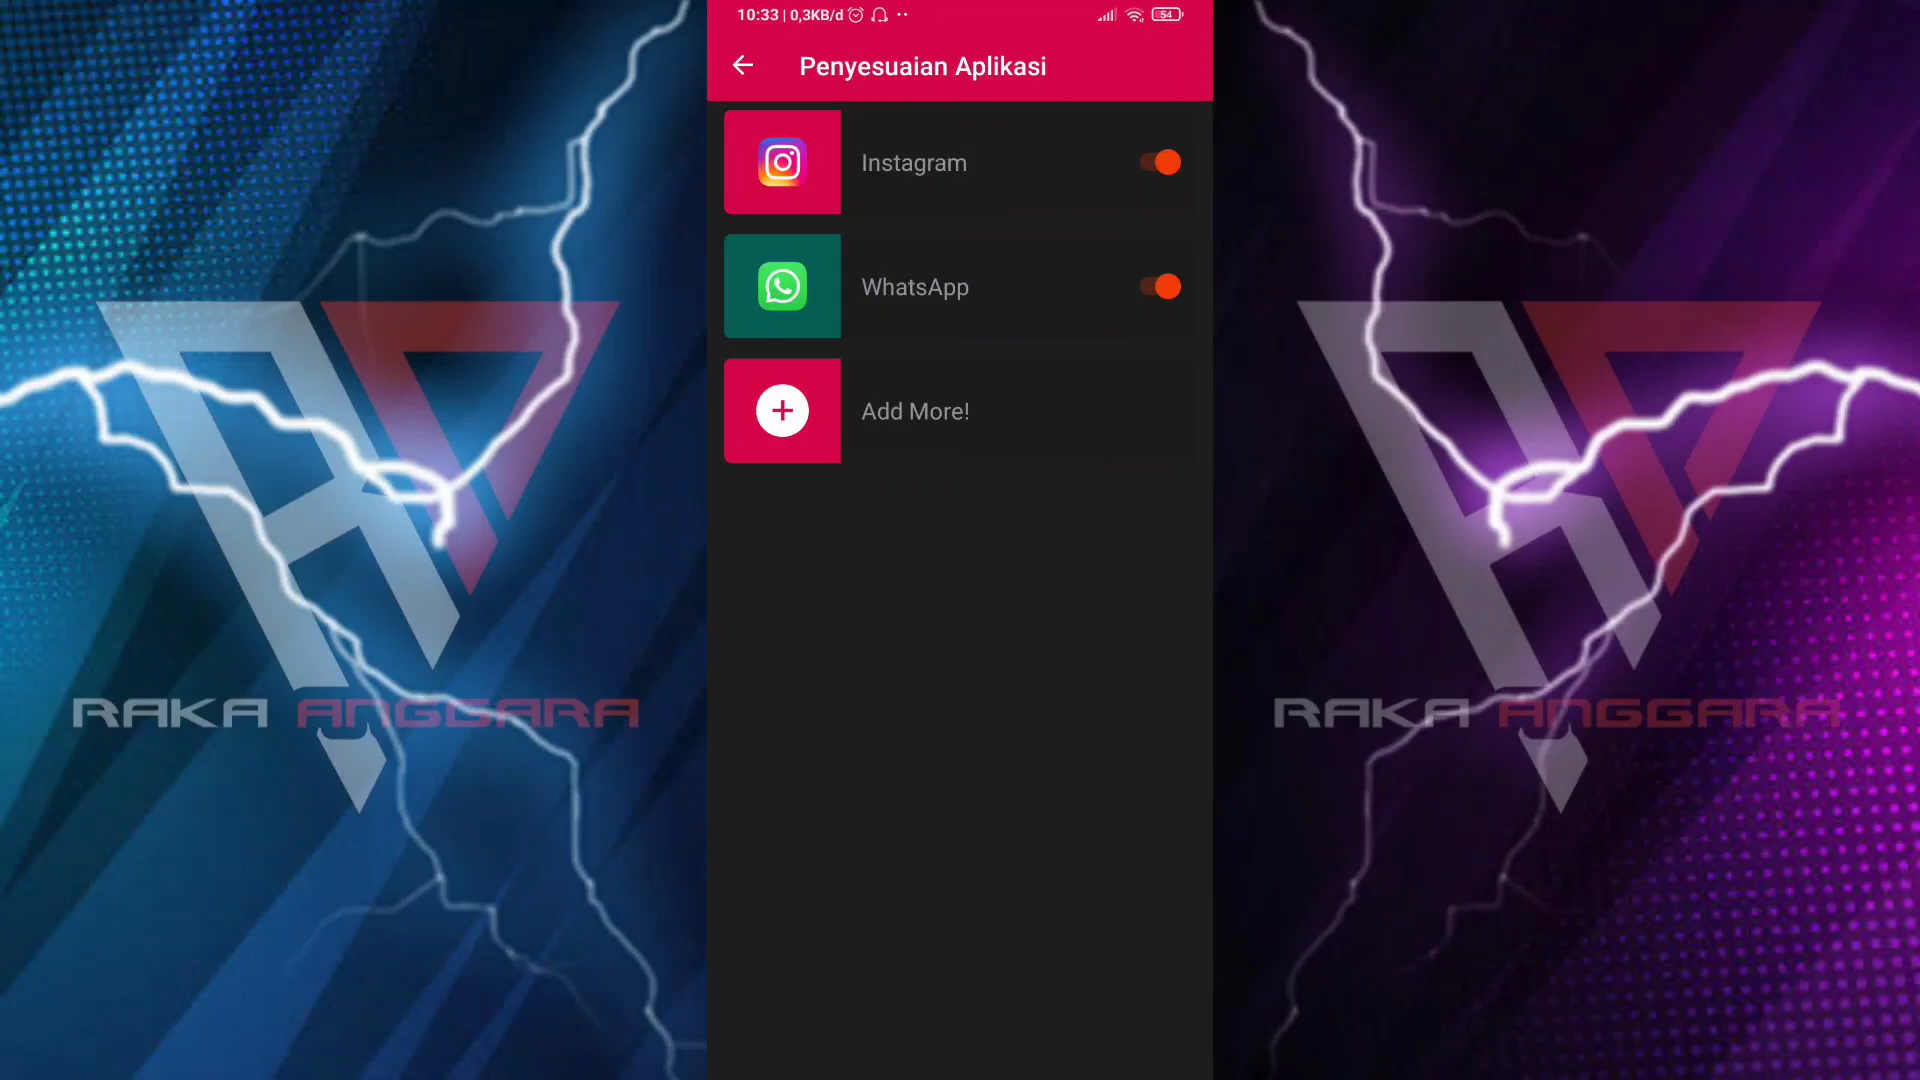 10:33 | 0,3KB/d
54
Penyesuaian Aplikasi
Instagram
WhatsApp
Add More!
RAKA ANGGARA
RAKA ANGGARA